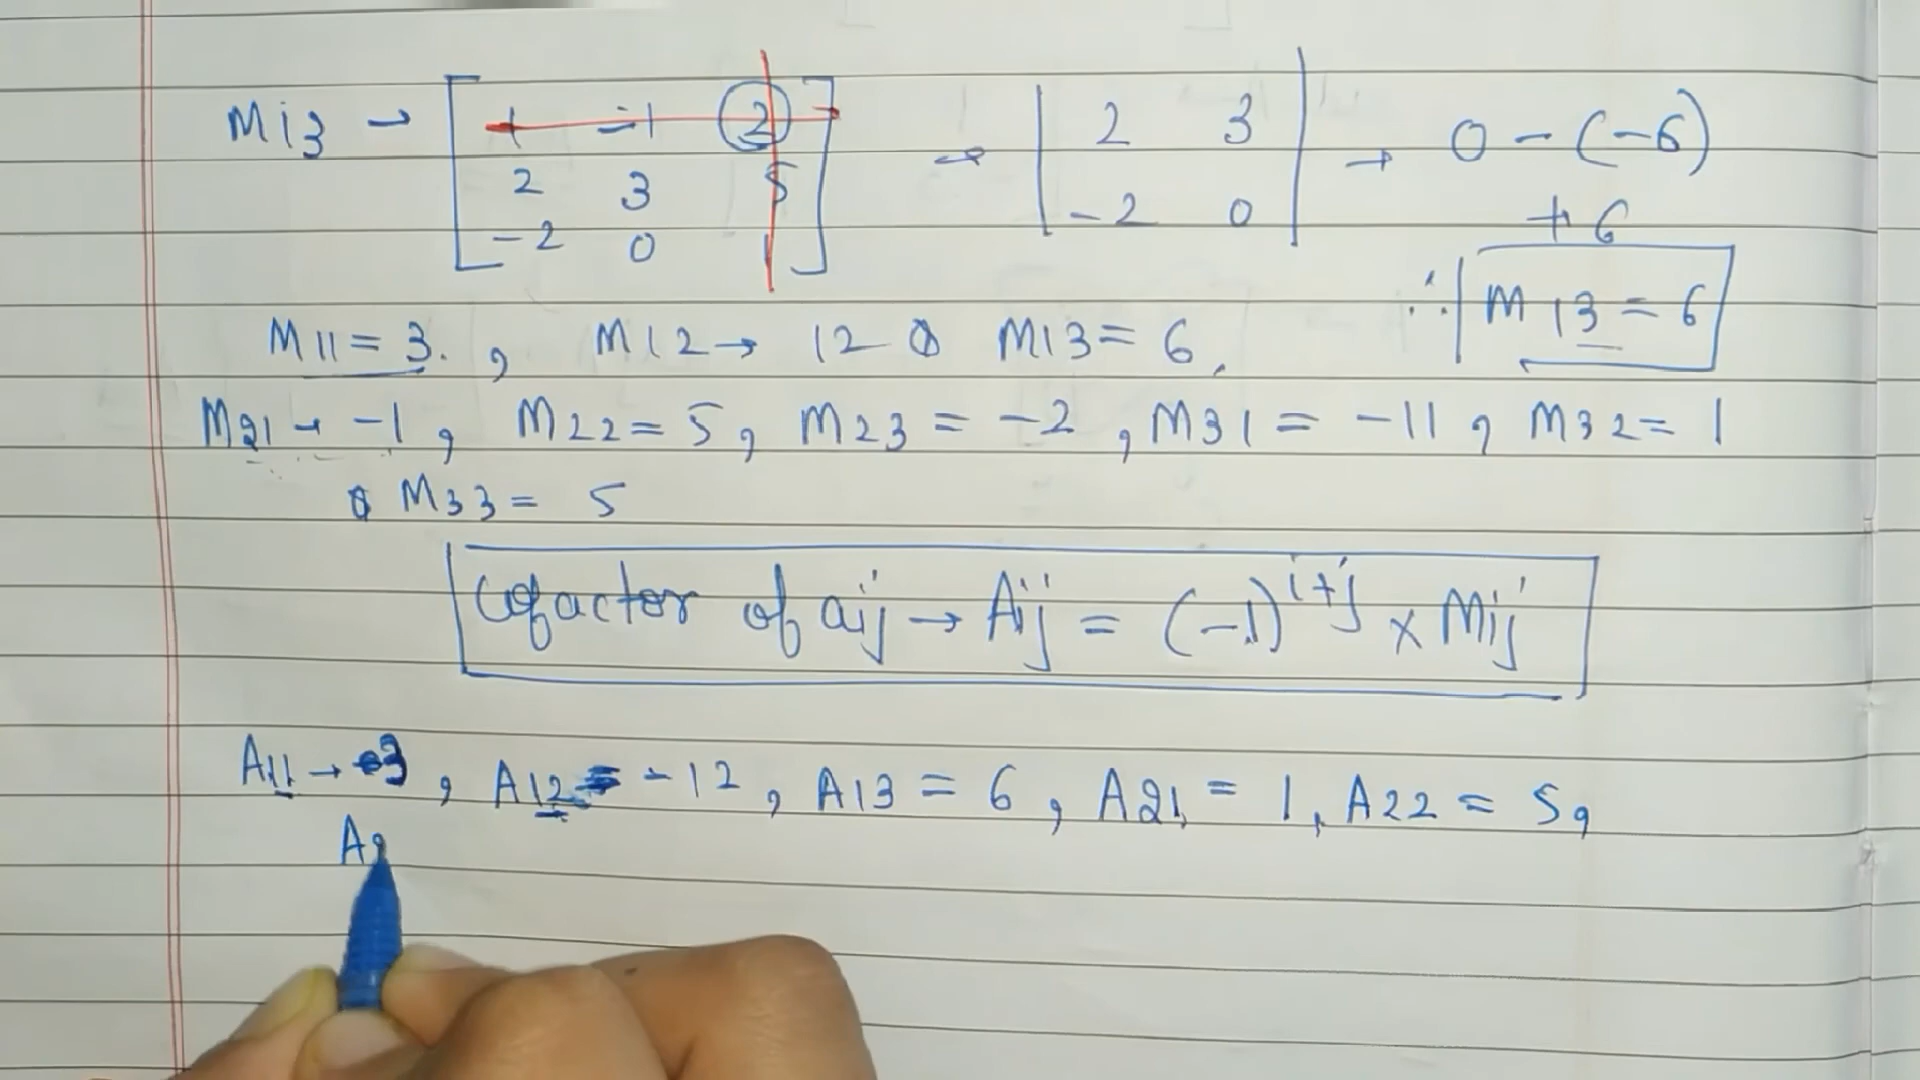 M13 → [ 1 -1 2 → | 2 3 | → 0 - (-6)
2 3 5
-2 0 1 ] -2 0 | + 6
∴ M13 = 6
M11 = 3. , M12 → 12 & M13 = 6,
M21 → -1 , M22 = 5 , M23 = -2 , M31 = -11 , M32 = 1
& M33 = 5
Cofactor of aij → Aij = (-1)^i+j × Mij
A11 → 3 , A12 = -12 , A13 = 6 , A21 = 1 , A22 = 5 ,
A2